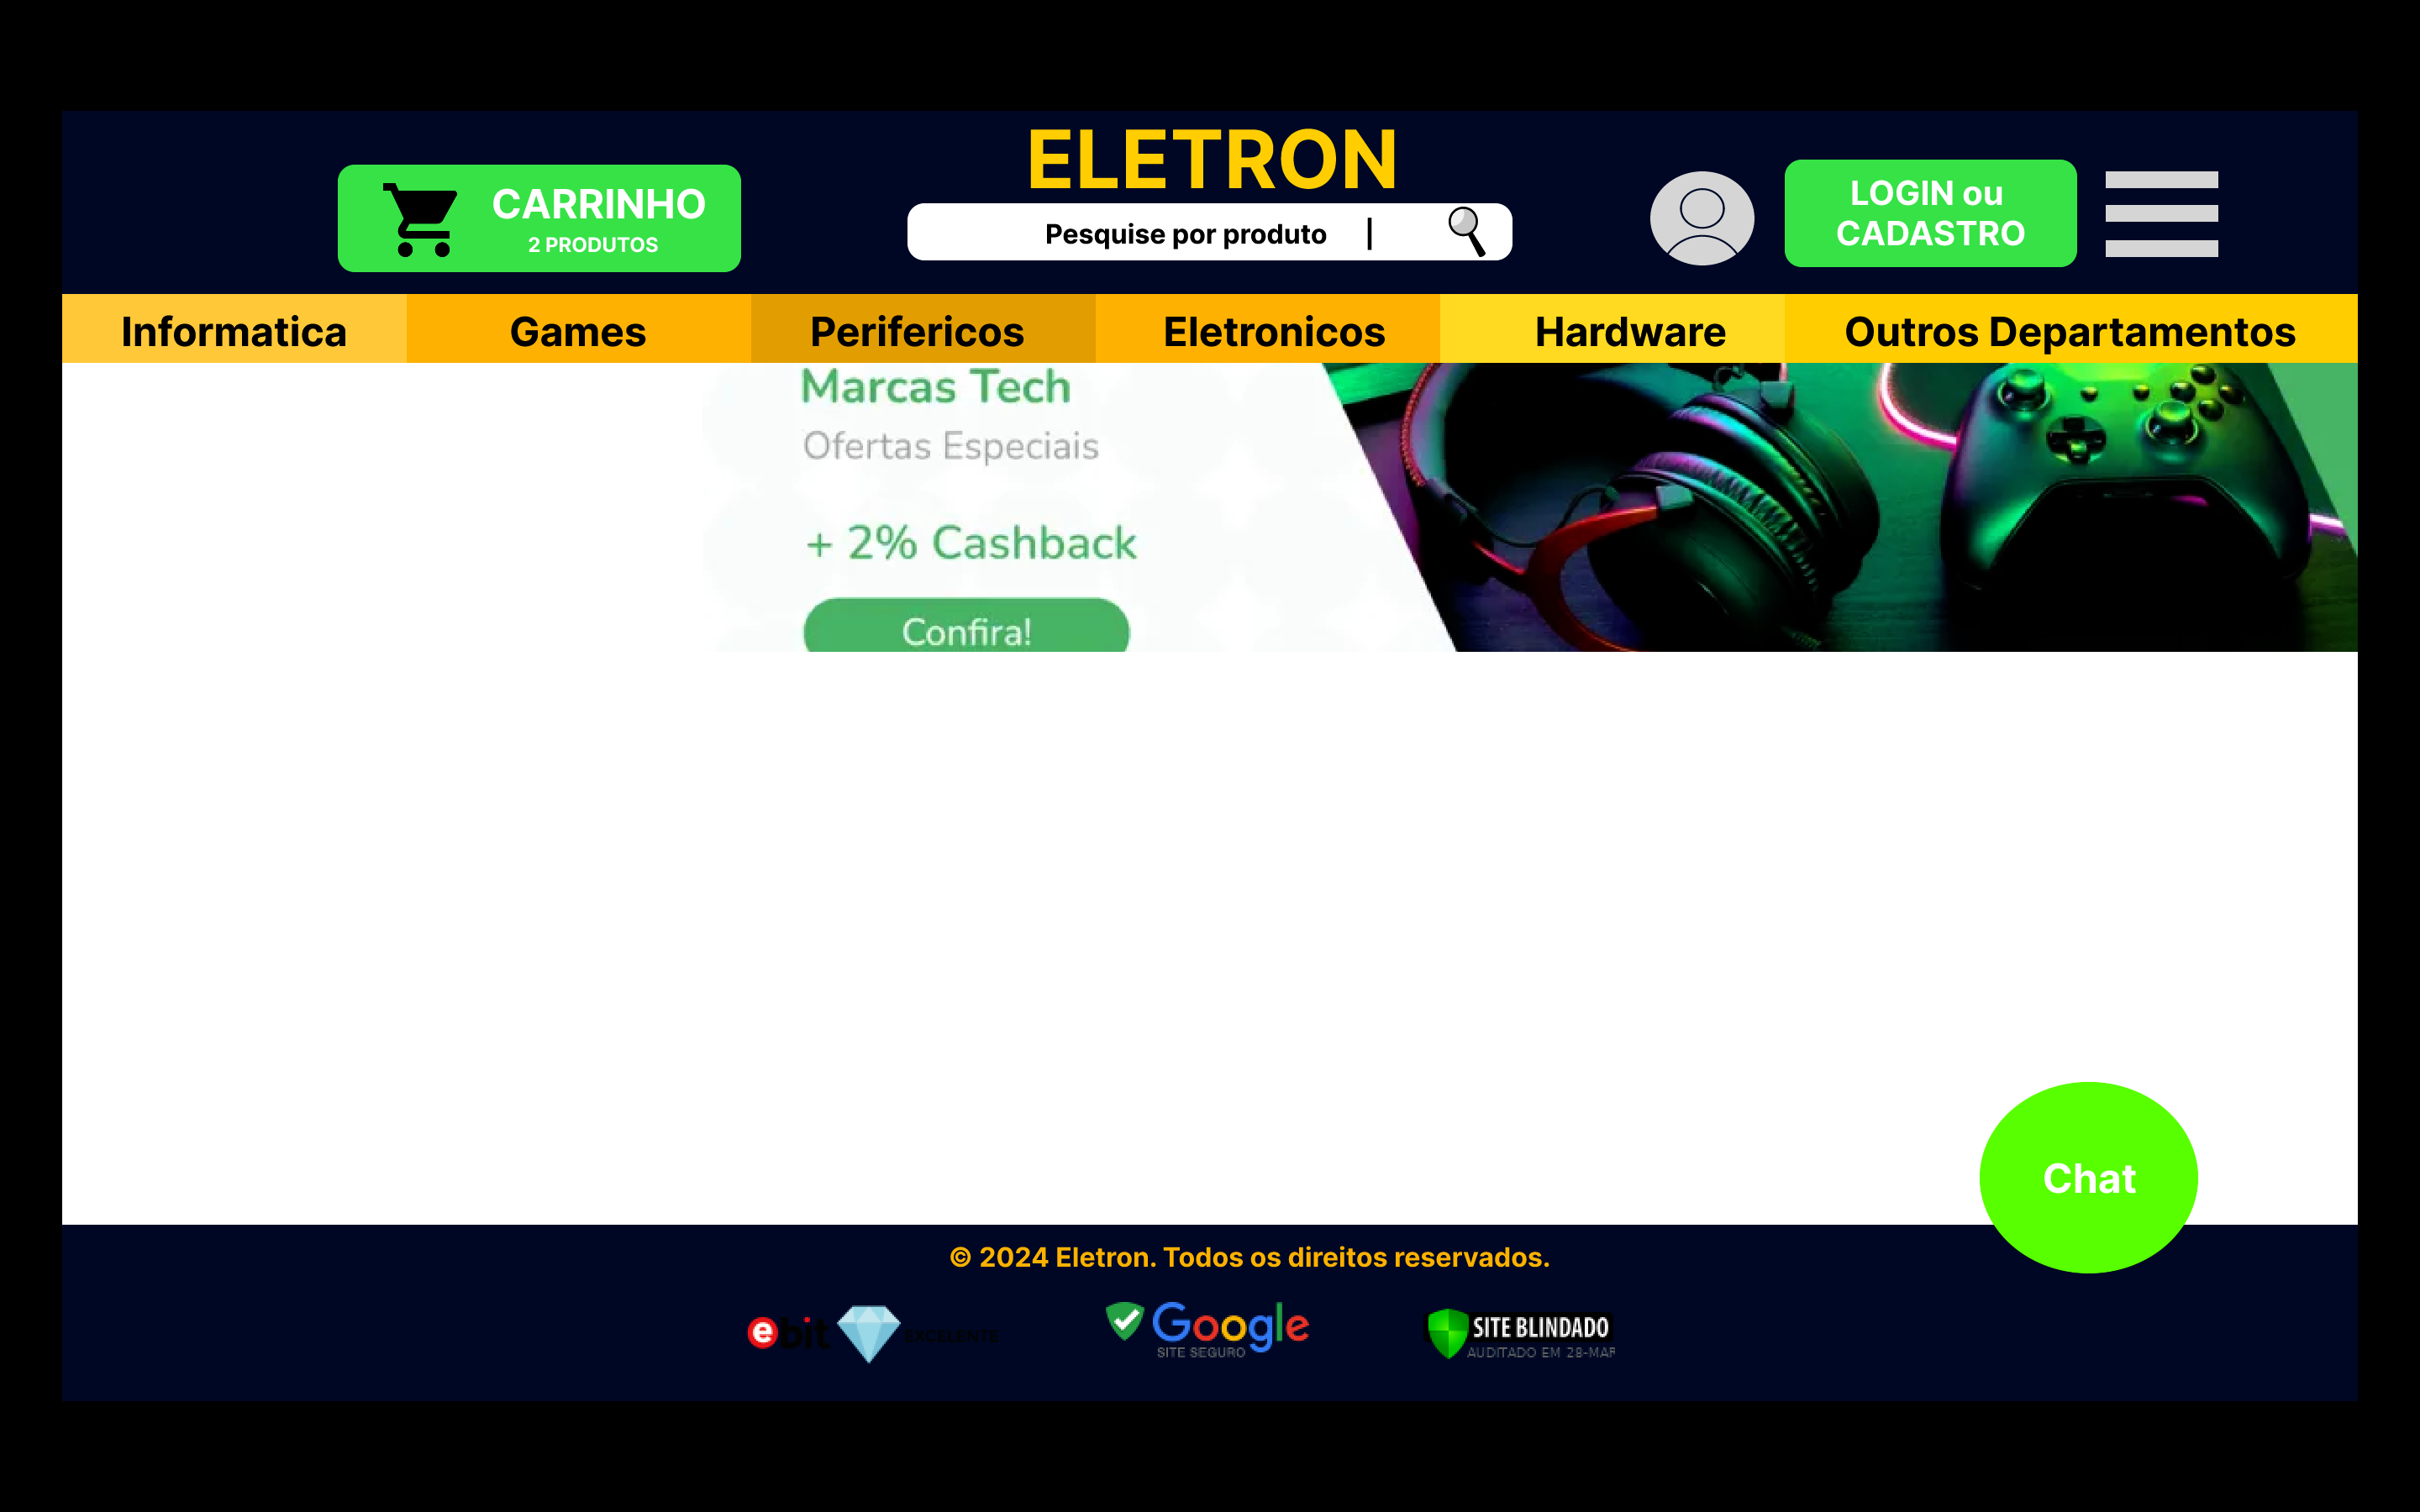 ELETRON
CARRINHO
2 PRODUTOS
Pesquise por produto |
LOGIN ou
CADASTRO
Informatica
Games
Perifericos
Eletronicos
Hardware
Outros Departamentos
Marcas Tech
Ofertas Especiais
+ 2% Cashback
Confira!
Chat
© 2024 Eletron. Todos os direitos reservados.
ebit
EXCELENTE
Google
SITE SEGURO
SITE BLINDADO
AUDITADO EM 28-MAR